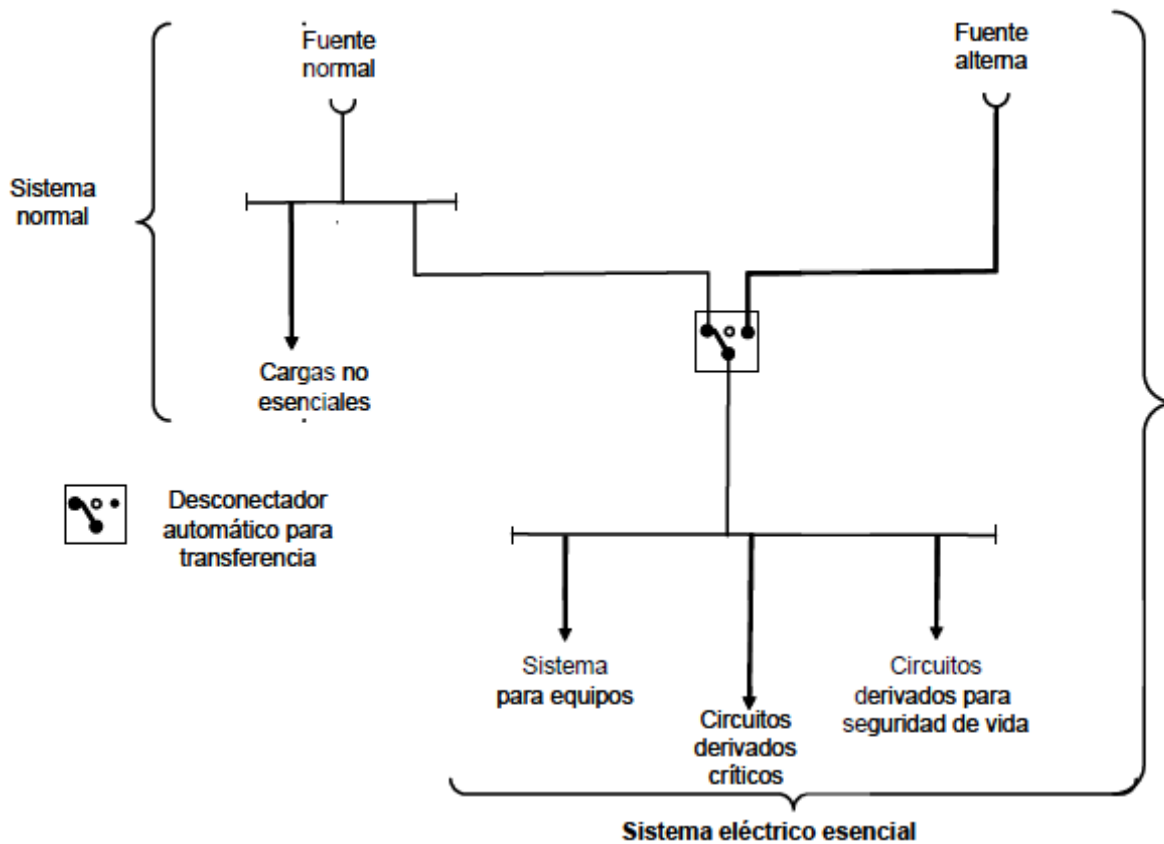 Fuente
normal
Fuente
alterna
Sistema
normal
Cargas no
esenciales
Desconectador
automático para
transferencia
Sistema
para equipos
Circuitos
derivados
críticos
Circuitos
derivados para
seguridad de vida
Sistema eléctrico esencial